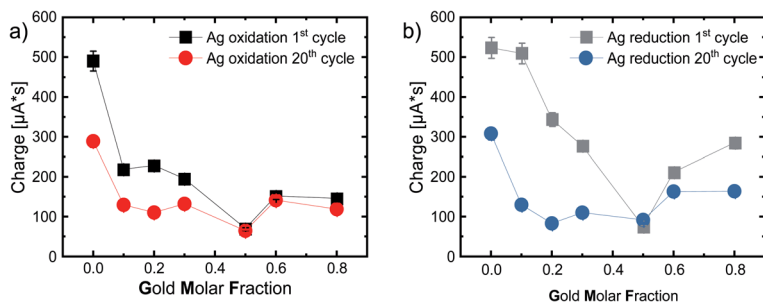 a)
Ag oxidation 1st cycle
Ag oxidation 20th cycle
Charge [µA*s]
600
500
400
300
200
100
0
0.0 0.2 0.4 0.6 0.8
Gold Molar Fraction
b)
Ag reduction 1st cycle
Ag reduction 20th cycle
Charge [µA*s]
600
500
400
300
200
100
0
0.0 0.2 0.4 0.6 0.8
Gold Molar Fraction